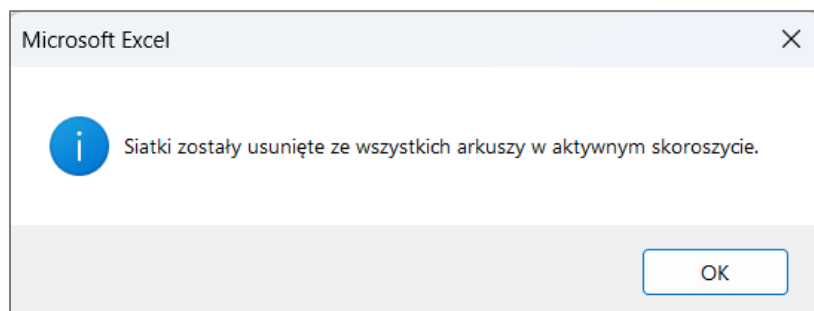 Microsoft Excel
Siatki zostały usunięte ze wszystkich arkuszy w aktywnym skoroszycie.
OK